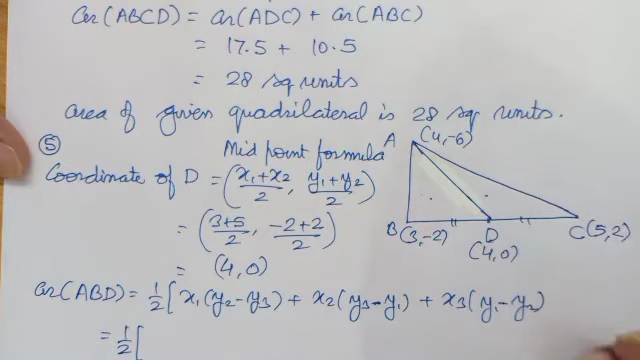 ar(ABCD) = ar(ADC) + ar(ABC)
= 17.5 + 10.5
= 28 sq units
area of given quadrilateral is 28 sq units.
⑤
Mid point formula
Coordinate of D = (x₁+x₂/2, y₁+y₂/2)
= (3+5/2, -2+2/2)
= (4,0)
A (4,-6)
B (3,-2)
D (4,0)
C (5,2)
ar(ABD) = 1/2 [x₁(y₂-y₃) + x₂(y₃-y₁) + x₃(y₁-y₂)
= 1/2 [